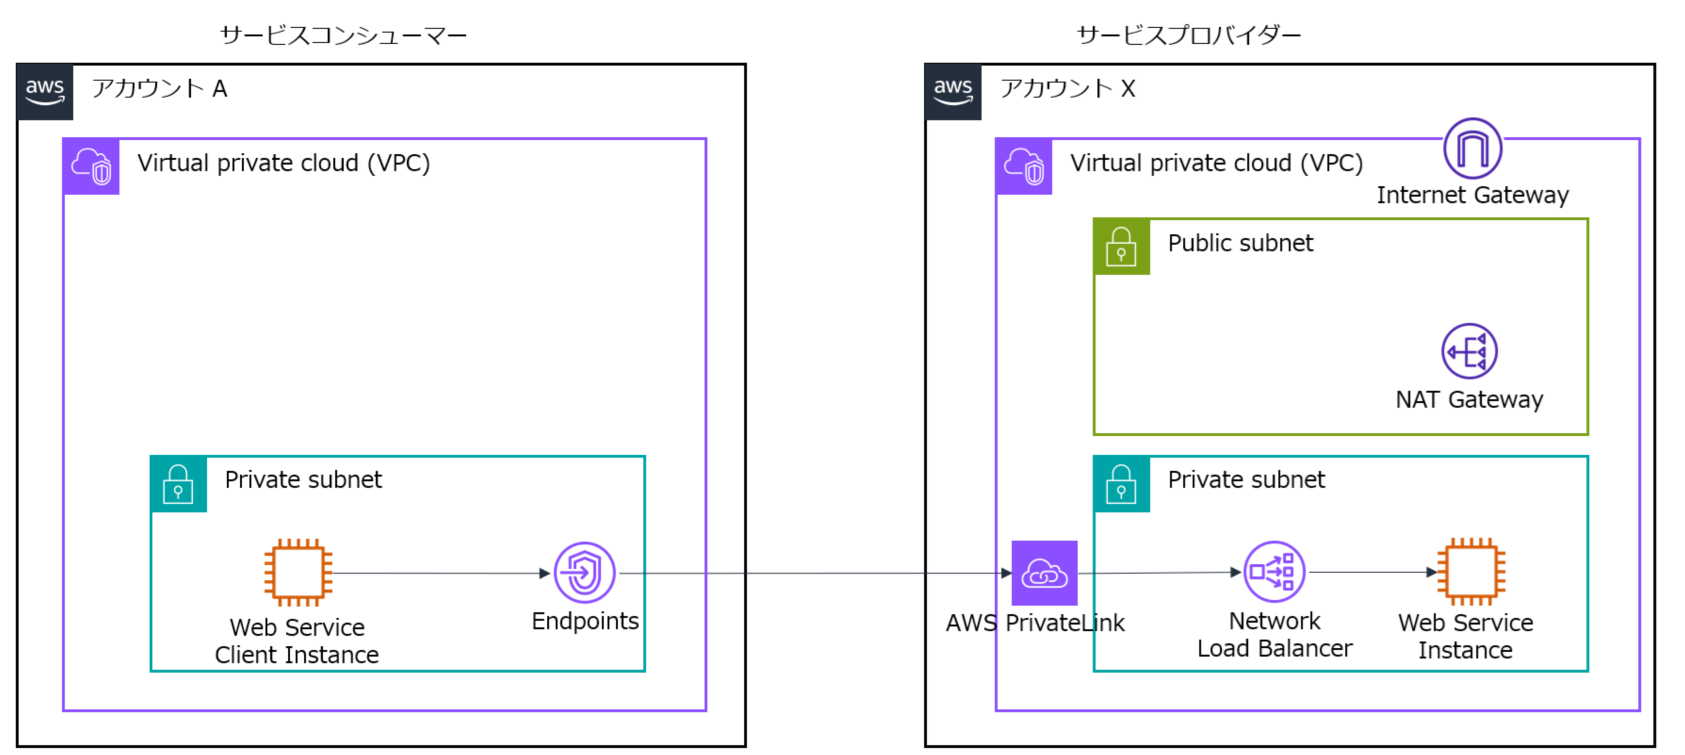 サービスコンシューマー
サービスプロバイダー
aws
アカウント A
Virtual private cloud (VPC)
Private subnet
Web Service
Client Instance
Endpoints
aws
アカウント X
Virtual private cloud (VPC)
Internet Gateway
Public subnet
NAT Gateway
Private subnet
AWS PrivateLink
Network
Load Balancer
Web Service
Instance